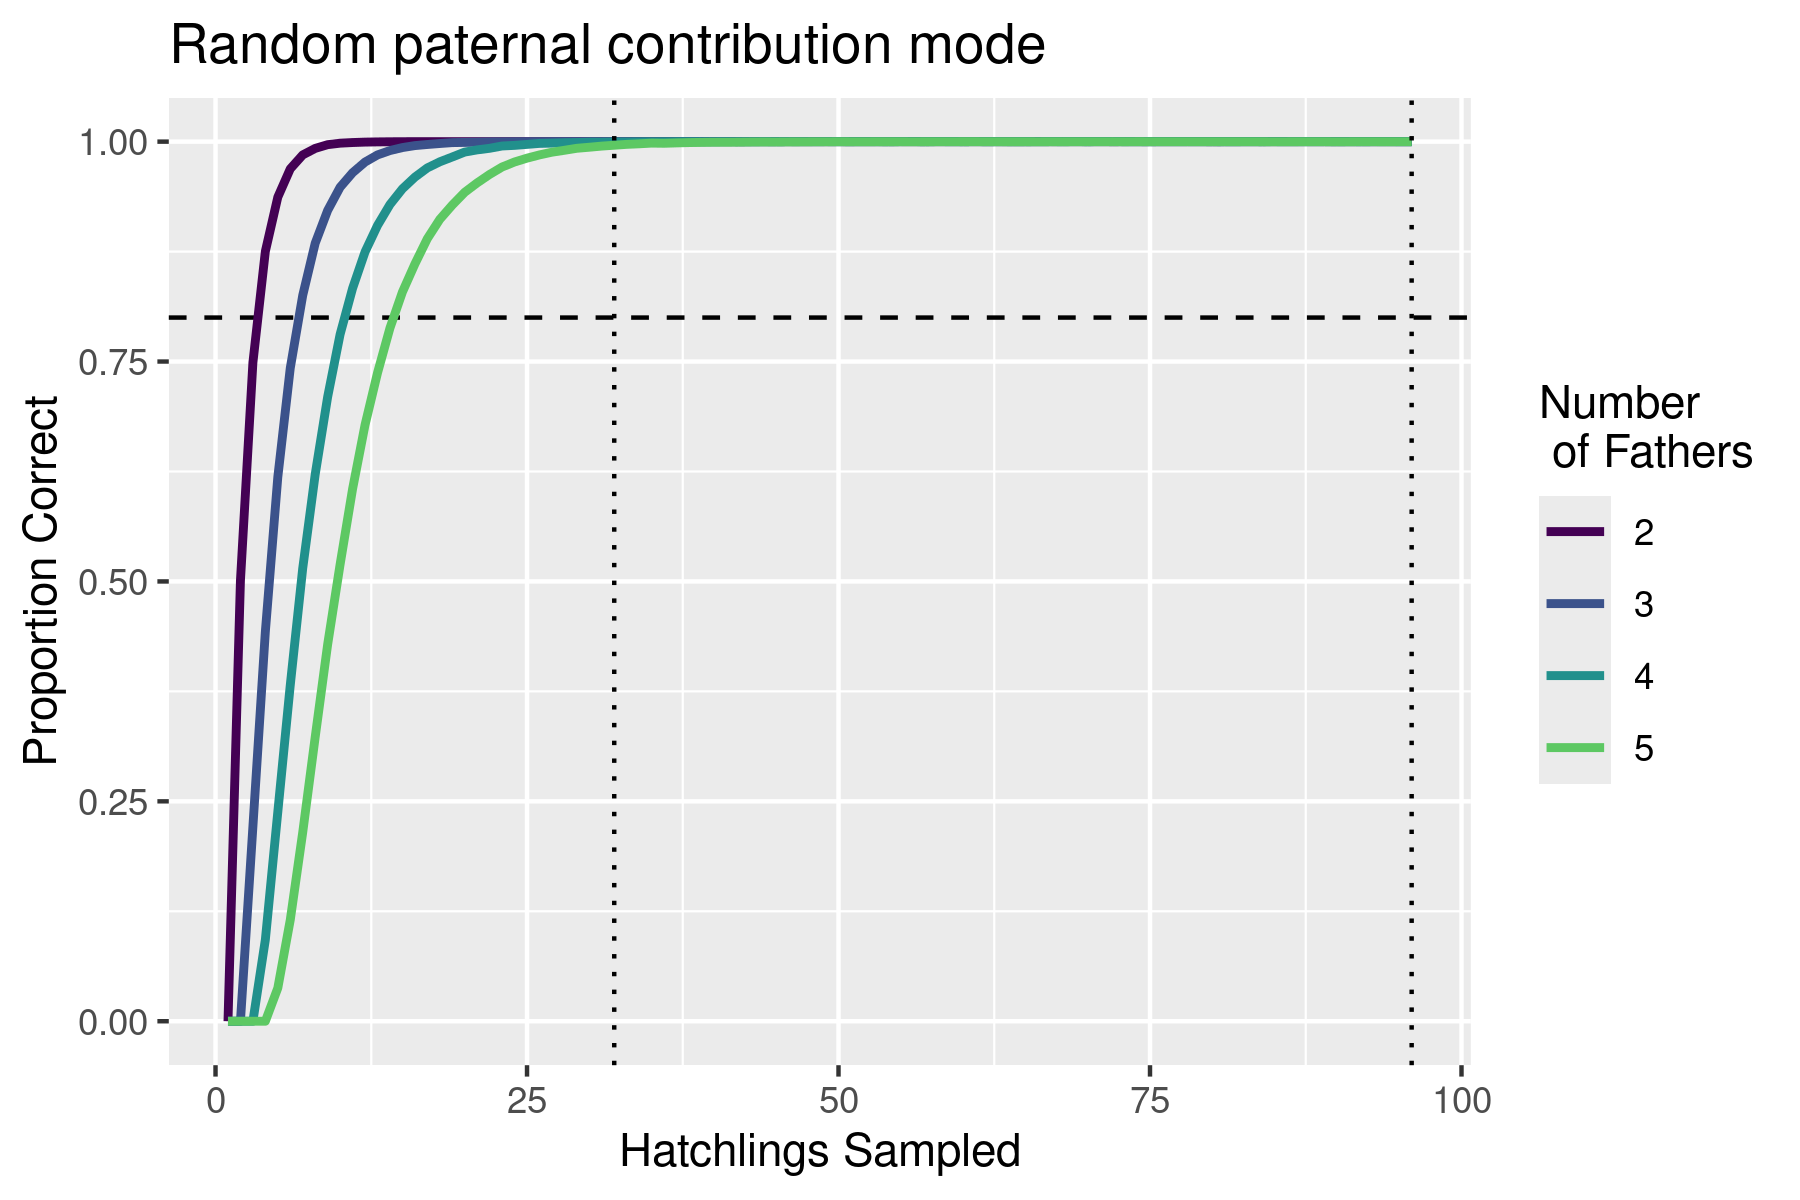 Random paternal contribution mode
1.00
0.75
0.50
0.25
0.00
Proportion Correct
0 25 50 75 100
Hatchlings Sampled
Number
of Fathers
2
3
4
5